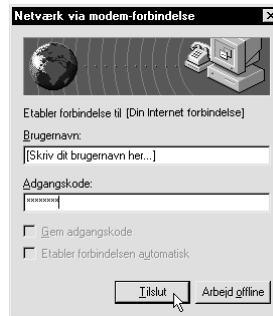 Netværk via modem-forbindelse
Etabler forbindelse til [Din Internet forbindelse]
Brugernavn:
[Skriv dit brugernavn her...]
Adgangskode:
********
Gem adgangskode
Etabler forbindelsen automatisk
Tilslut
Arbejd offline